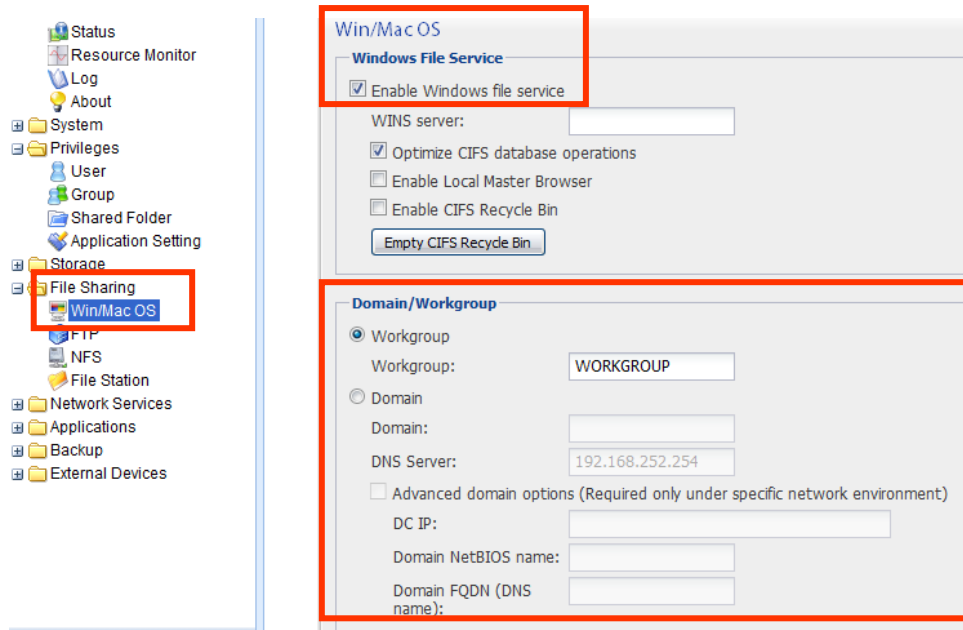 Status
Resource Monitor
Log
About
System
Privileges
User
Group
Shared Folder
Application Setting
Storage
File Sharing
Win/Mac OS
FTP
NFS
File Station
Network Services
Applications
Backup
External Devices
Win/Mac OS
Windows File Service
Enable Windows file service
WINS server:
Optimize CIFS database operations
Enable Local Master Browser
Enable CIFS Recycle Bin
Empty CIFS Recycle Bin
Domain/Workgroup
Workgroup
Workgroup: WORKGROUP
Domain
Domain:
DNS Server: 192.168.252.254
Advanced domain options (Required only under specific network environment)
DC IP:
Domain NetBIOS name:
Domain FQDN (DNS
name):